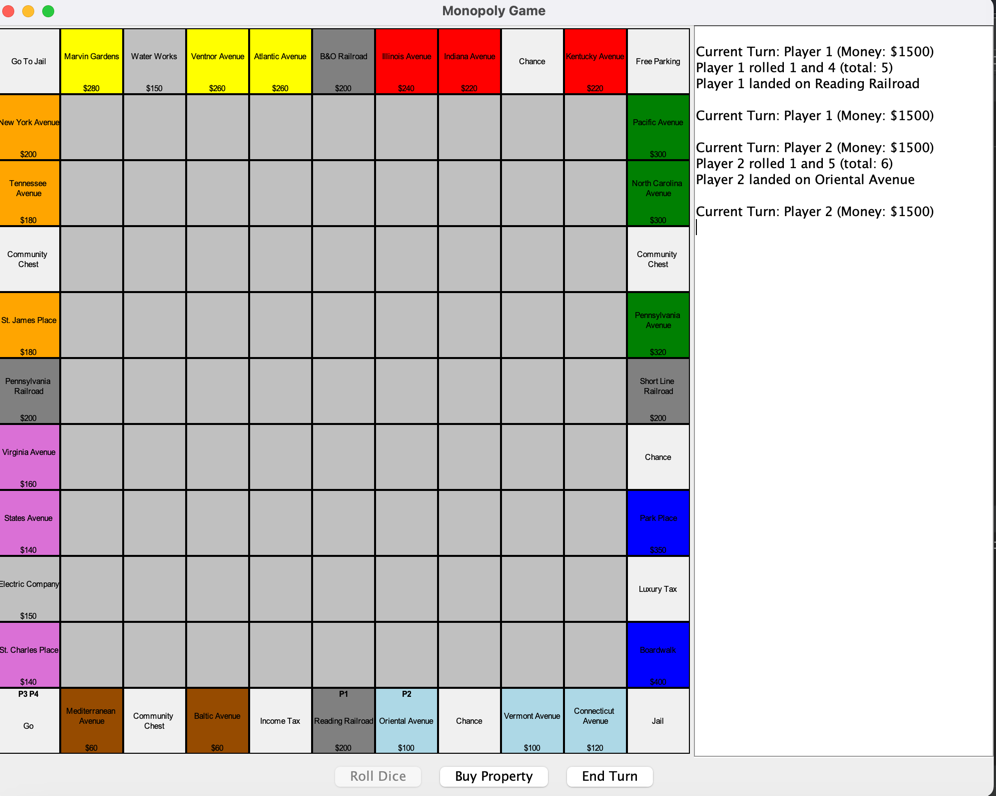 Monopoly Game
Go To Jail
Marvin Gardens
$280
Water Works
$150
Ventnor Avenue
$260
Atlantic Avenue
$260
B&O Railroad
$200
Illinois Avenue
$240
Indiana Avenue
$220
Chance
Kentucky Avenue
$220
Free Parking
New York Avenue
$200
Pacific Avenue
$300
Tennessee
Avenue
$180
North Carolina
Avenue
$300
Community
Chest
Community
Chest
St. James Place
$180
Pennsylvania
Avenue
$320
Pennsylvania
Railroad
$200
Short Line
Railroad
$200
Virginia Avenue
$160
Chance
States Avenue
$140
Park Place
$350
Electric Company
$150
Luxury Tax
St. Charles Place
$140
Boardwalk
$400
P3 P4
Go
Mediterranean
Avenue
$60
Community
Chest
Baltic Avenue
$60
Income Tax
P1
Reading Railroad
$200
P2
Oriental Avenue
$100
Chance
Vermont Avenue
$100
Connecticut
Avenue
$120
Jail
Current Turn: Player 1 (Money: $1500)
Player 1 rolled 1 and 4 (total: 5)
Player 1 landed on Reading Railroad
Current Turn: Player 1 (Money: $1500)
Current Turn: Player 2 (Money: $1500)
Player 2 rolled 1 and 5 (total: 6)
Player 2 landed on Oriental Avenue
Current Turn: Player 2 (Money: $1500)
Roll Dice
Buy Property
End Turn